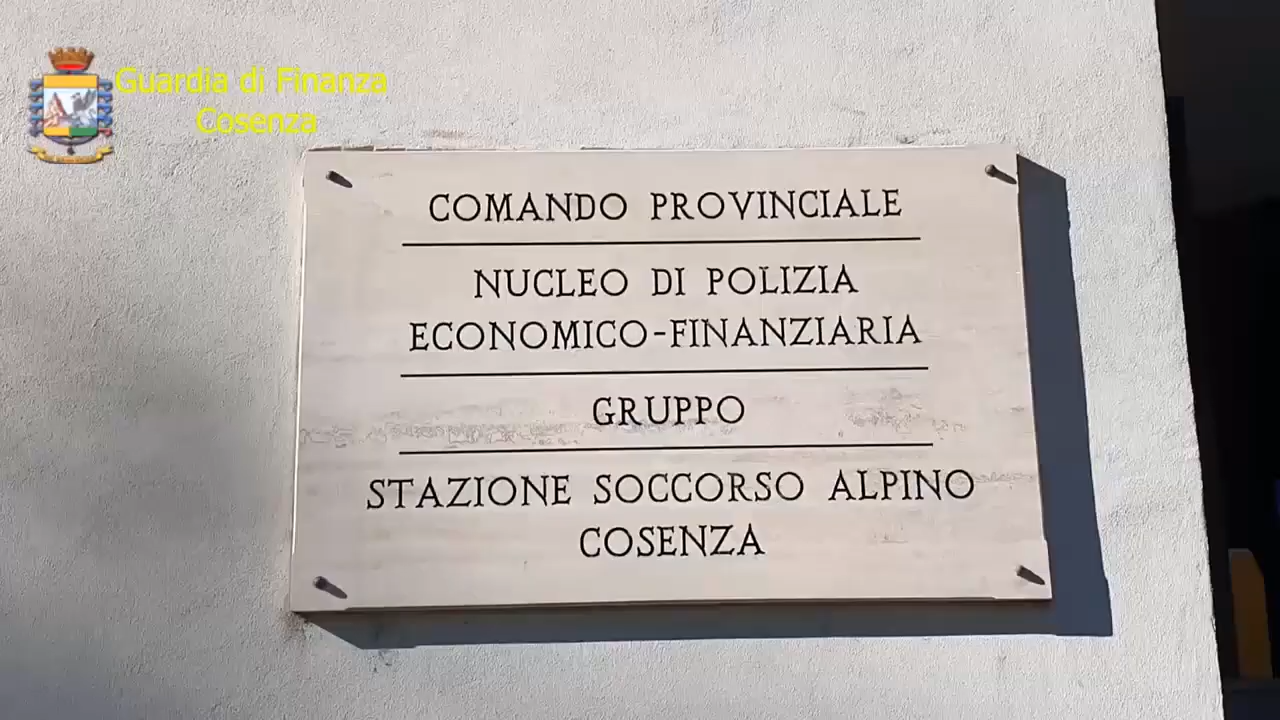 Guardia di Finanza
Cosenza
COMANDO PROVINCIALE
NUCLEO DI POLIZIA
ECONOMICO-FINANZIARIA
GRUPPO
STAZIONE SOCCORSO ALPINO
COSENZA